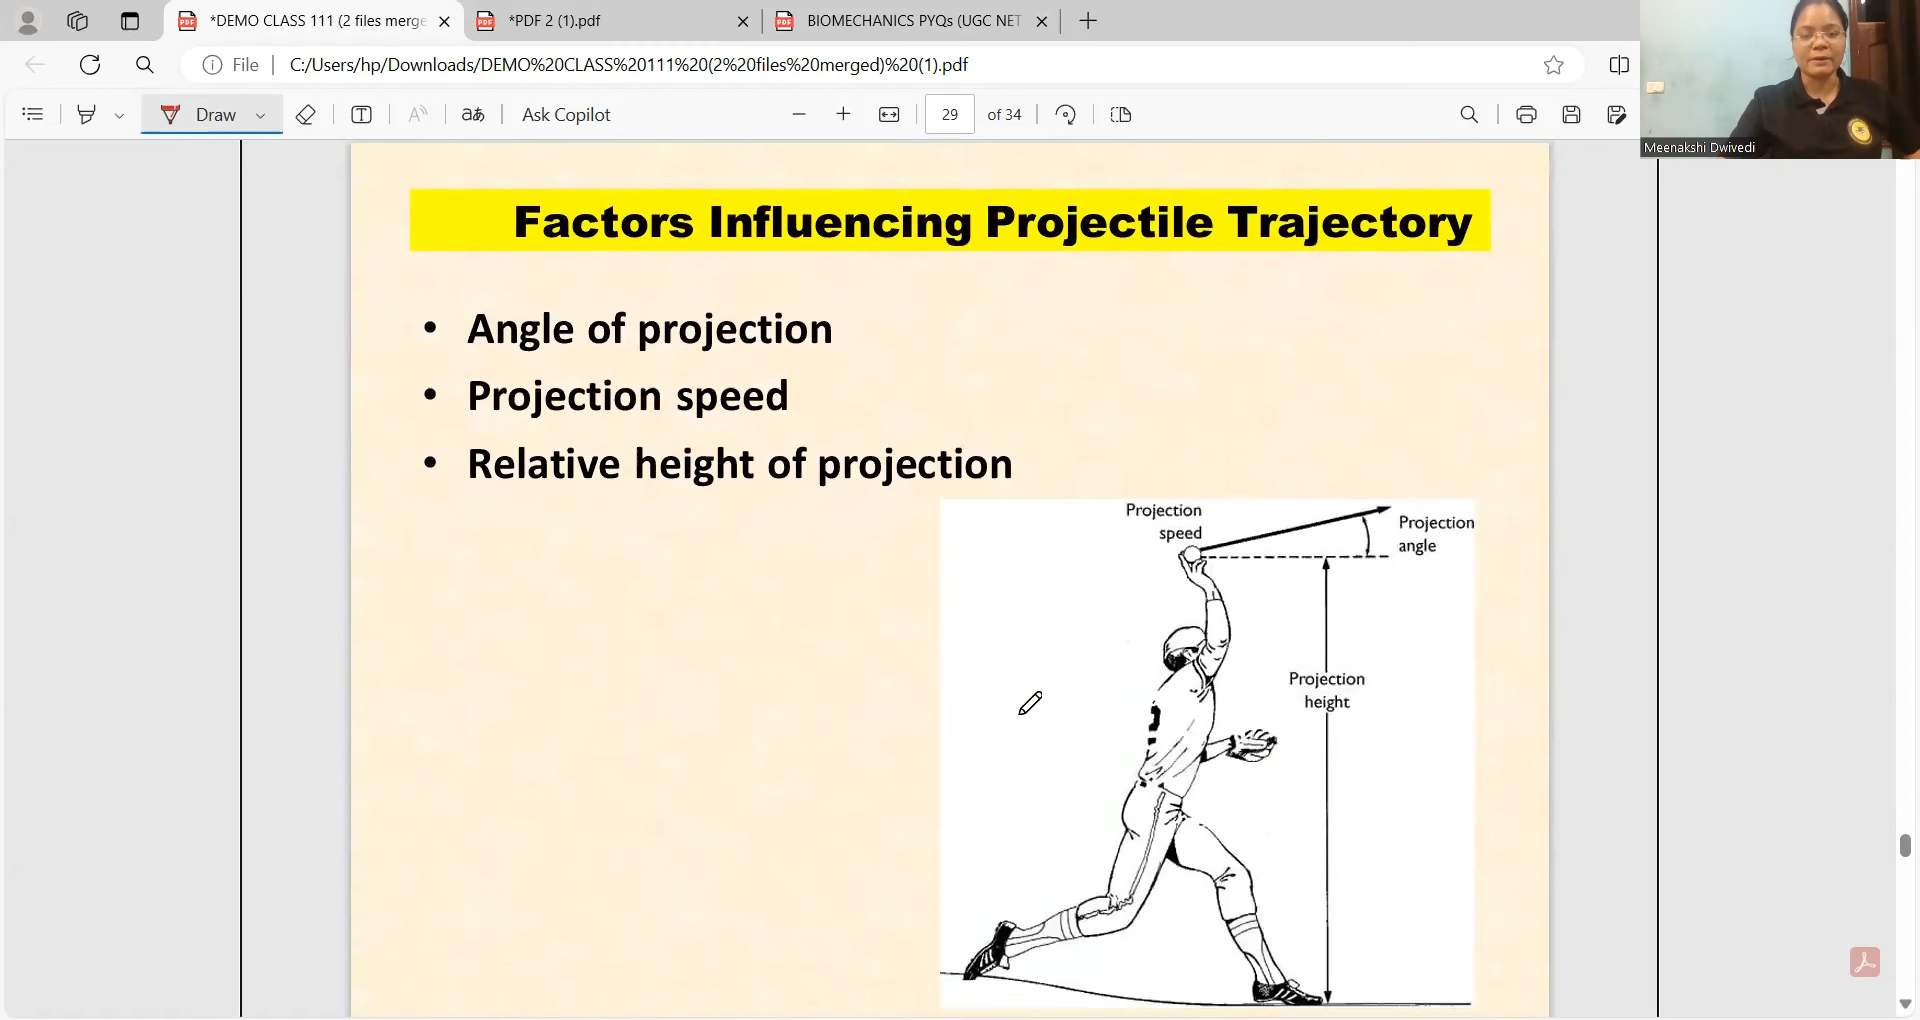 *DEMO CLASS 111 (2 files merge
*PDF 2 (1).pdf
BIOMECHANICS PYQs (UGC NET
File
C:/Users/hp/Downloads/DEMO%20CLASS%20111%20(2%20files%20merged)%20(1).pdf
Draw
Ask Copilot
29 of 34
Meenakshi Dwivedi
Factors Influencing Projectile Trajectory
• Angle of projection
• Projection speed
• Relative height of projection
Projection
speed
Projection
angle
Projection
height